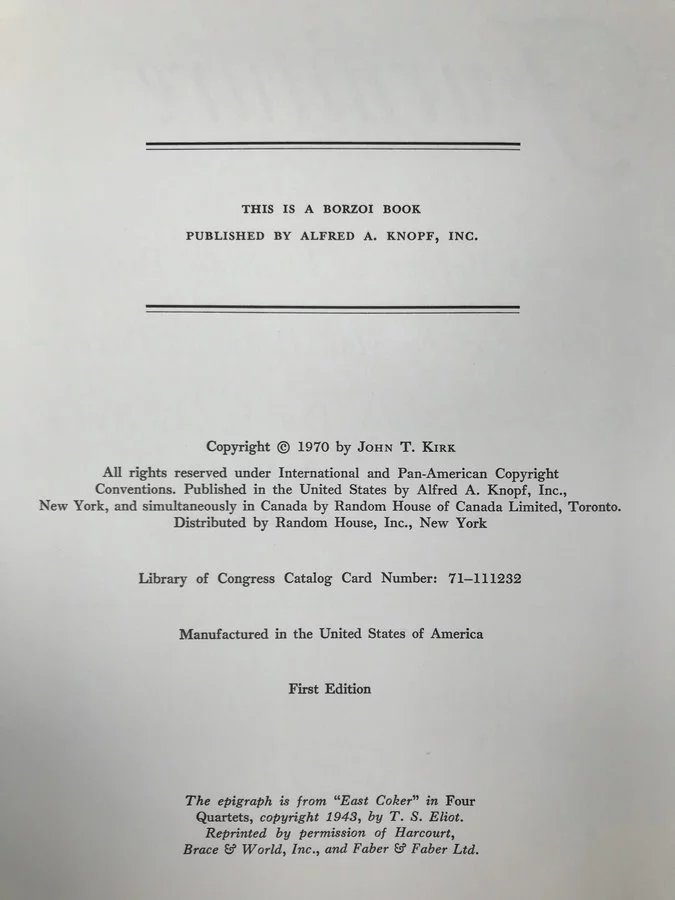 THIS IS A BORZOI BOOK
PUBLISHED BY ALFRED A. KNOPF, INC.
Copyright © 1970 by John T. Kirk
All rights reserved under International and Pan-American Copyright
Conventions. Published in the United States by Alfred A. Knopf, Inc.,
New York, and simultaneously in Canada by Random House of Canada Limited, Toronto.
Distributed by Random House, Inc., New York
Library of Congress Catalog Card Number: 71–111232
Manufactured in the United States of America
First Edition
The epigraph is from “East Coker” in Four
Quartets, copyright 1943, by T. S. Eliot.
Reprinted by permission of Harcourt,
Brace & World, Inc., and Faber & Faber Ltd.